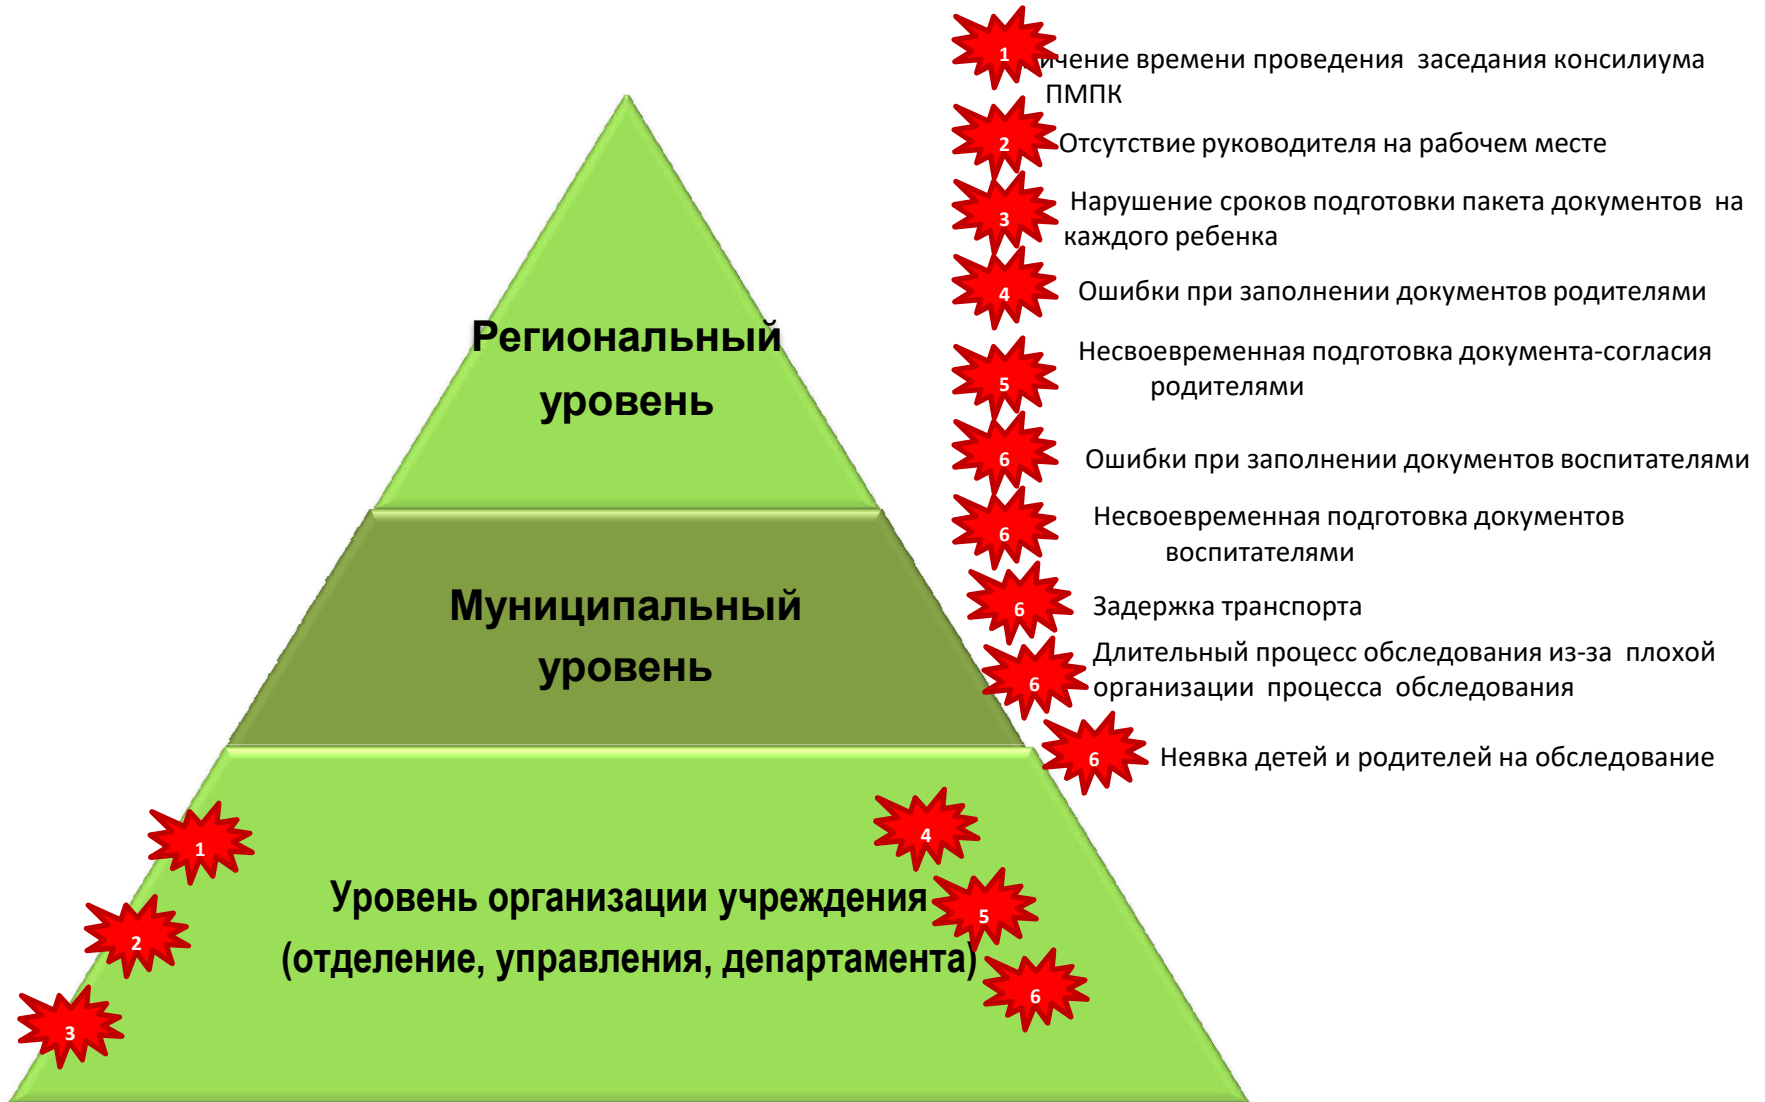 1
времени проведения заседания консилиума
ПМПК
2 Отсутствие руководителя на рабочем месте
3 Нарушение сроков подготовки пакета документов на
каждого ребенка
4 Ошибки при заполнении документов родителями
Несвоевременная подготовка документа-согласия
5 родителями
6 Ошибки при заполнении документов воспитателями
Несвоевременная подготовка документов
6 воспитателями
6 Задержка транспорта
Длительный процесс обследования из-за плохой
6 организации процесса обследования
6 Неявка детей и родителей на обследование
Региональный
уровень
Муниципальный
уровень
Уровень организации учреждения
(отделение, управления, департамента)
1
2
3
4
5
6